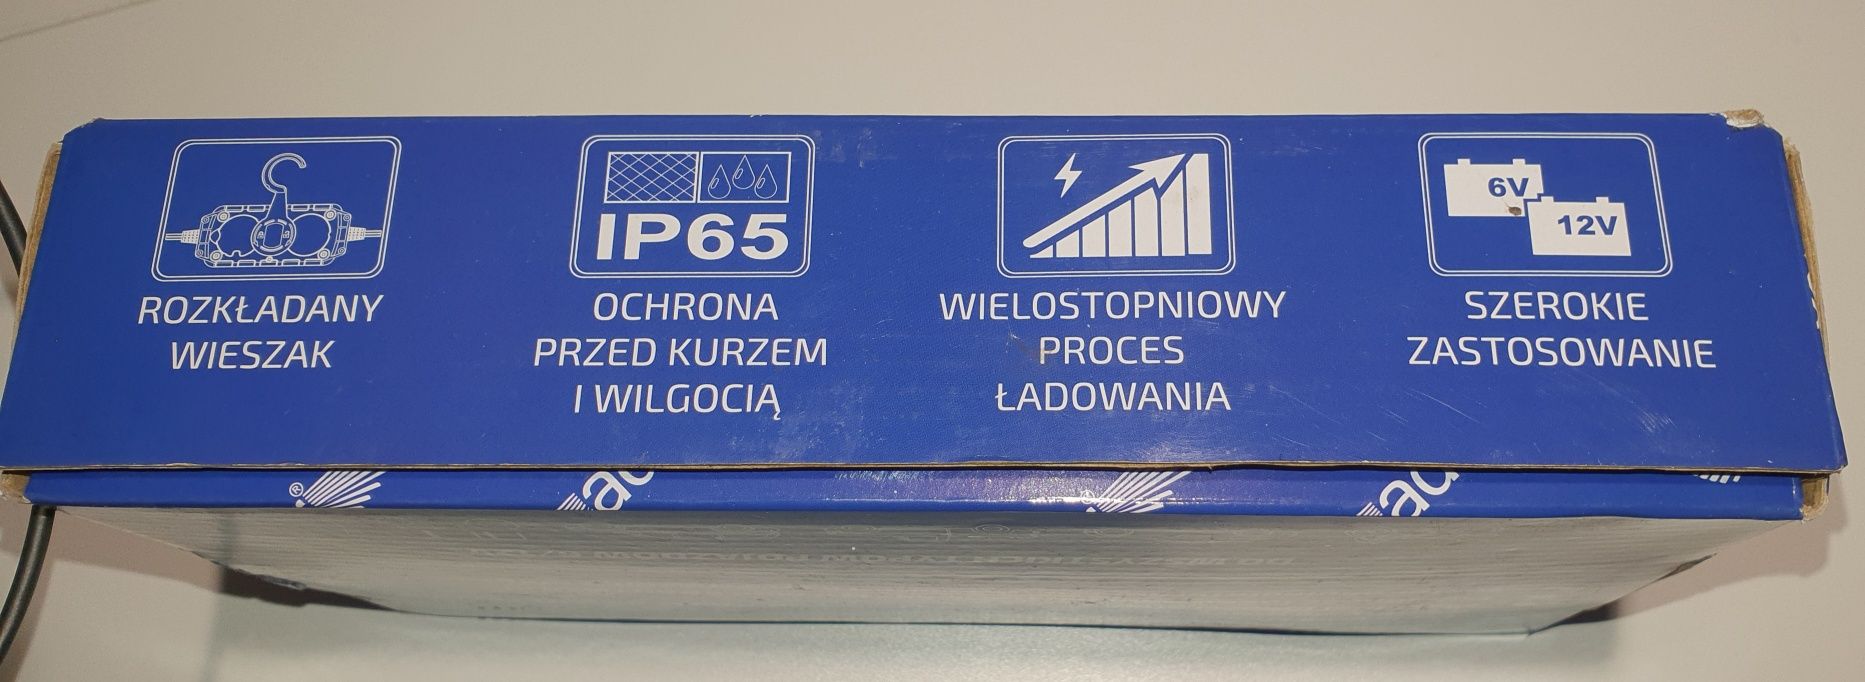 IP65
6V
12V
ROZKŁADANY
WIESZAK
OCHRONA
PRZED KURZEM
I WILGOCIĄ
WIELOSTOPNIOWY
PROCES
ŁADOWANIA
SZEROKIE
ZASTOSOWANIE